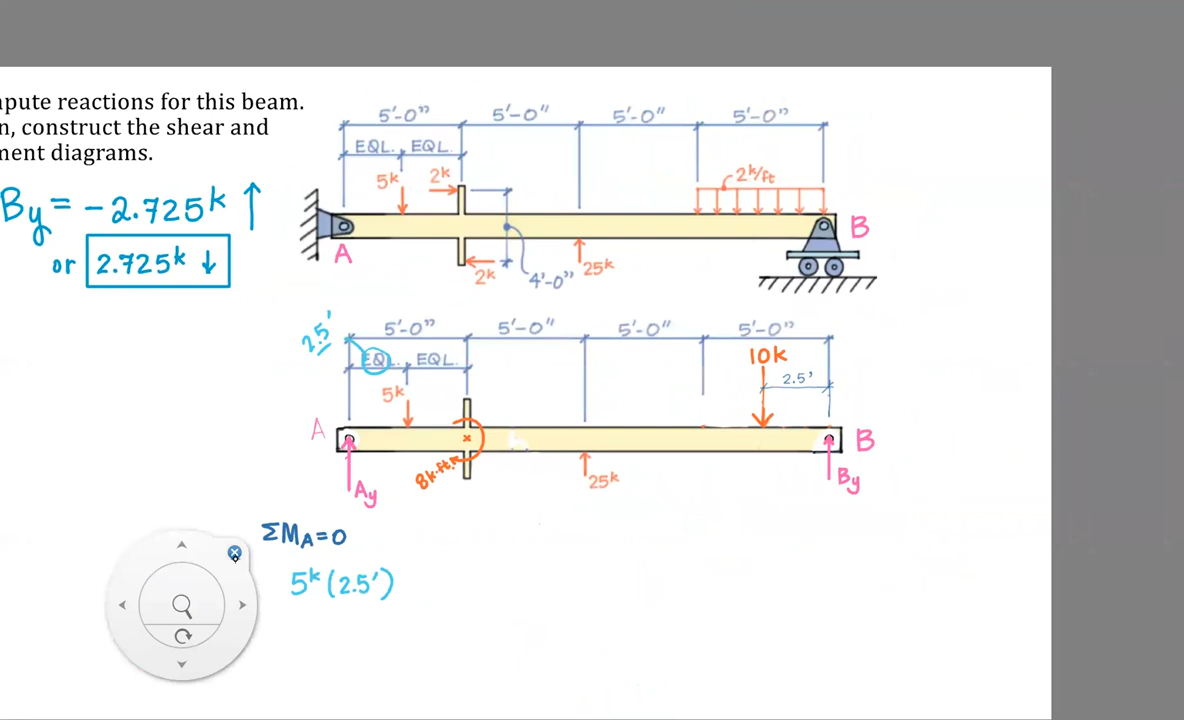 npute reactions for this beam.
n, construct the shear and
ment diagrams.
By = -2.725k ↑
or 2.725k ↓
5'-0" 5'-0" 5'-0" 5'-0"
EQL. EQL.
5k 2k 2k/ft
A B
2k 4'-0" 25k
2.5' 5'-0" 5'-0" 5'-0" 5'-0"
EQL. EQL. 10k
5k 2.5'
A B
8k-ft. 25k
Ay By
ΣMA=0
5k (2.5')